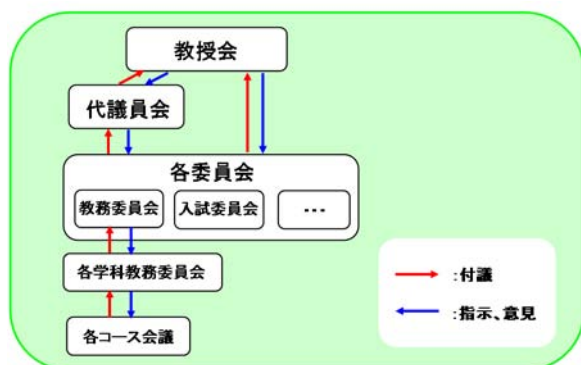 教授会
代議員会
各委員会
教務委員会 入試委員会 ・・・
各学科教務委員会
各コース会議
:付議
:指示、意見